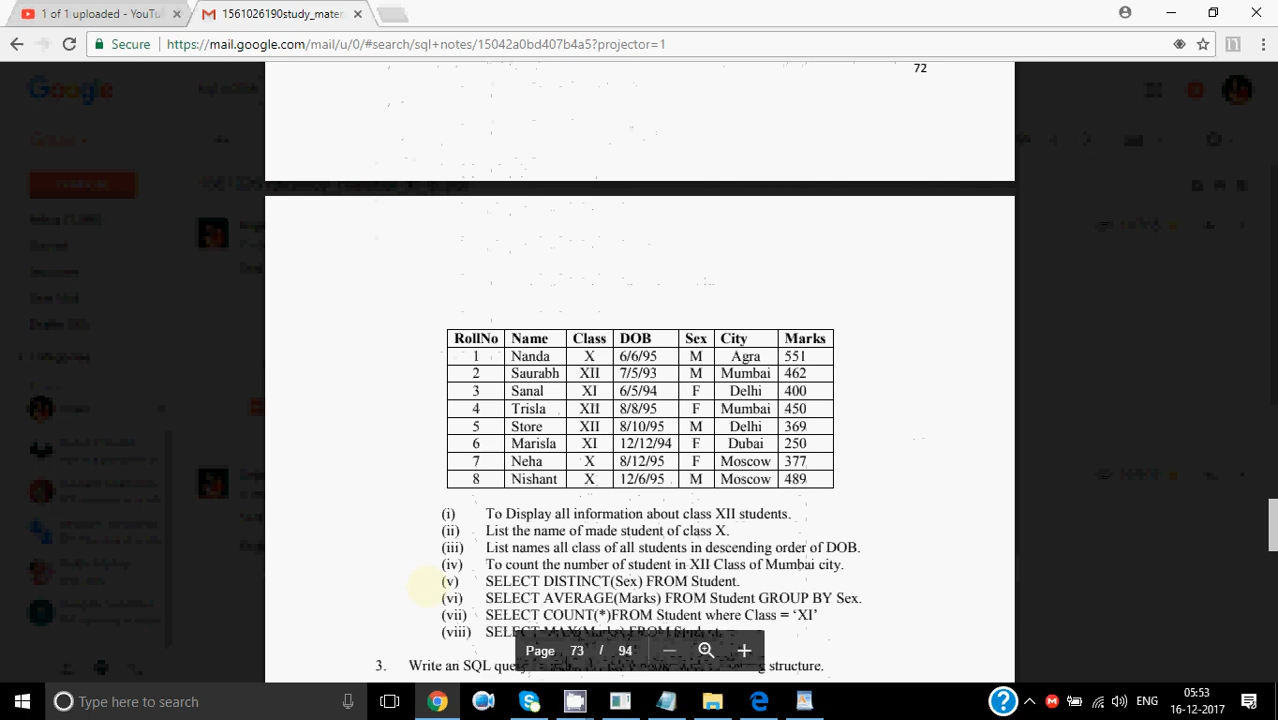 1 of 1 uploaded - YouTu
1561026190study_mater
Secure
https://mail.google.com/mail/u/0/#search/sql+notes/15042a0bd407b4a5?projector=1
Google
72
RollNo Name Class DOB Sex City Marks
1 Nanda X 6/6/95 M Agra 551
2 Saurabh XII 7/5/93 M Mumbai 462
3 Sanal XI 6/5/94 F Delhi 400
4 Trisla XII 8/8/95 F Mumbai 450
5 Store XII 8/10/95 M Delhi 369
6 Marisla XI 12/12/94 F Dubai 250
7 Neha X 8/12/95 F Moscow 377
8 Nishant X 12/6/95 M Moscow 489
(i) To Display all information about class XII students.
(ii) List the name of made student of class X.
(iii) List names all class of all students in descending order of DOB.
(iv) To count the number of student in XII Class of Mumbai city.
(v) SELECT DISTINCT(Sex) FROM Student.
(vi) SELECT AVERAGE(Marks) FROM Student GROUP BY Sex.
(vii) SELECT COUNT(*)FROM Student where Class = ‘XI’
(viii) SELECT MAX(Marks) FROM Student.
Page 73 / 94
3. Write an SQL structure.
Type here to search
ENG
05:53
16-12-2017